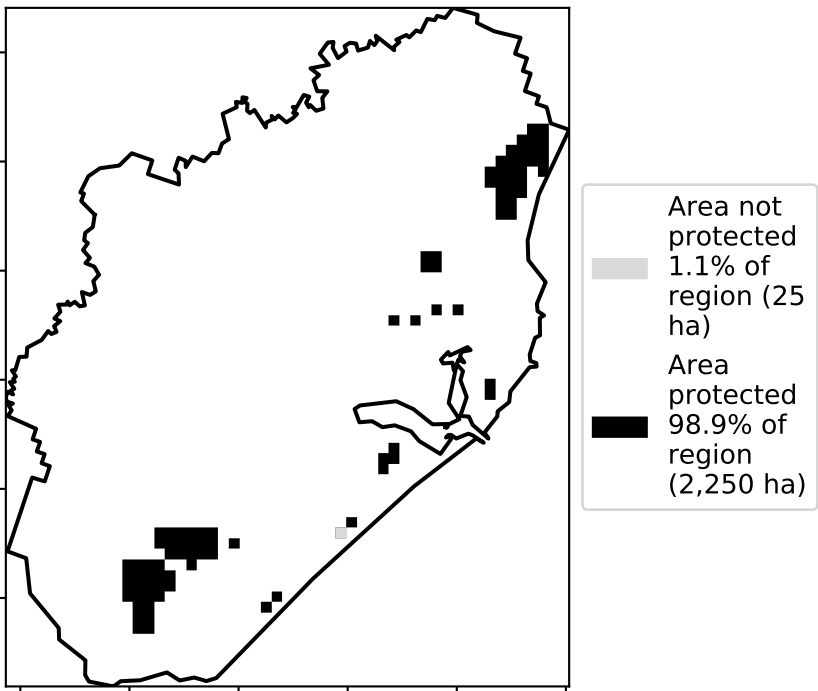 Area not
protected
1.1% of
region (25
ha)
Area
protected
98.9% of
region
(2,250 ha)